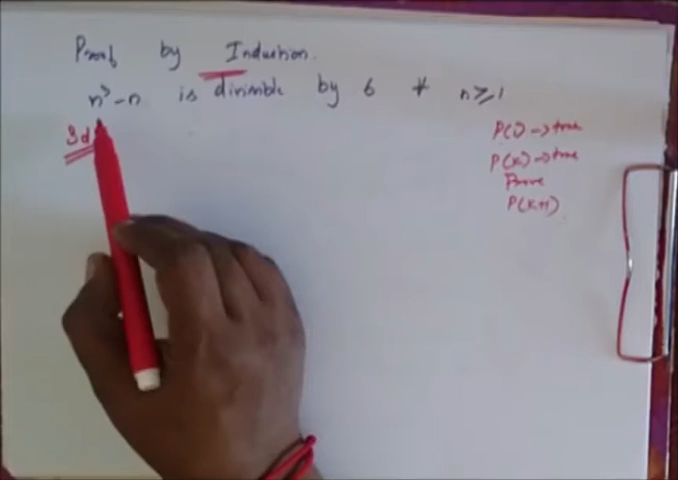 Proof by Induction.
n³-n is divisible by 6 ∀ n≥1
P(1) → true
P(K) → true
Prove
P(K+1)